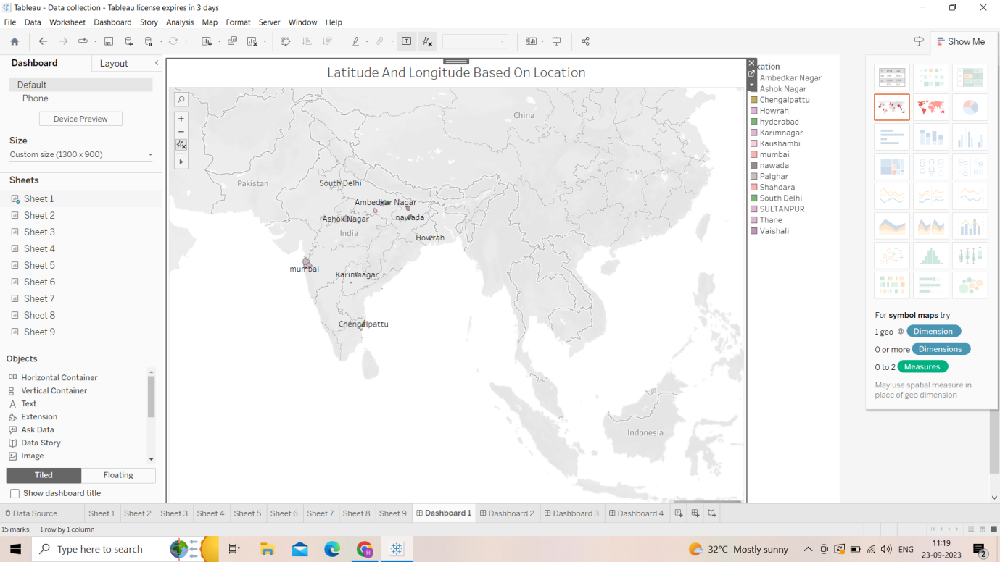 Tableau - Data collection - Tableau license expires in 3 days
File Data Worksheet Dashboard Story Analysis Map Format Server Window Help
Show Me
Dashboard Layout
Default
Phone
Device Preview
Size
Custom size (1300 x 900)
Sheets
Sheet 1
Sheet 2
Sheet 3
Sheet 4
Sheet 5
Sheet 6
Sheet 7
Sheet 8
Sheet 9
Objects
Horizontal Container
Vertical Container
Text
Extension
Ask Data
Data Story
Image
Tiled Floating
Show dashboard title
Latitude And Longitude Based On Location
China
Pakistan
South Delhi
Ambedkar Nagar
Ashok Nagar
nawada
India
Howrah
mumbai
Karimnagar
Chengalpattu
Indonesia
cation
Ambedkar Nagar
Ashok Nagar
Chengalpattu
Howrah
hyderabad
Karimnagar
Kaushambi
mumbai
nawada
Palghar
Shahdara
South Delhi
SULTANPUR
Thane
Vaishali
For symbol maps try
1 geo Dimension
0 or more Dimensions
0 to 2 Measures
May use spatial measure in
place of geo dimension
Data Source Sheet 1 Sheet 2 Sheet 3 Sheet 4 Sheet 5 Sheet 6 Sheet 7 Sheet 8 Sheet 9 Dashboard 1 Dashboard 2 Dashboard 3 Dashboard 4
15 marks 1 row by 1 column
Type here to search
H
32°C Mostly sunny
ENG
11:19
23-09-2023
2